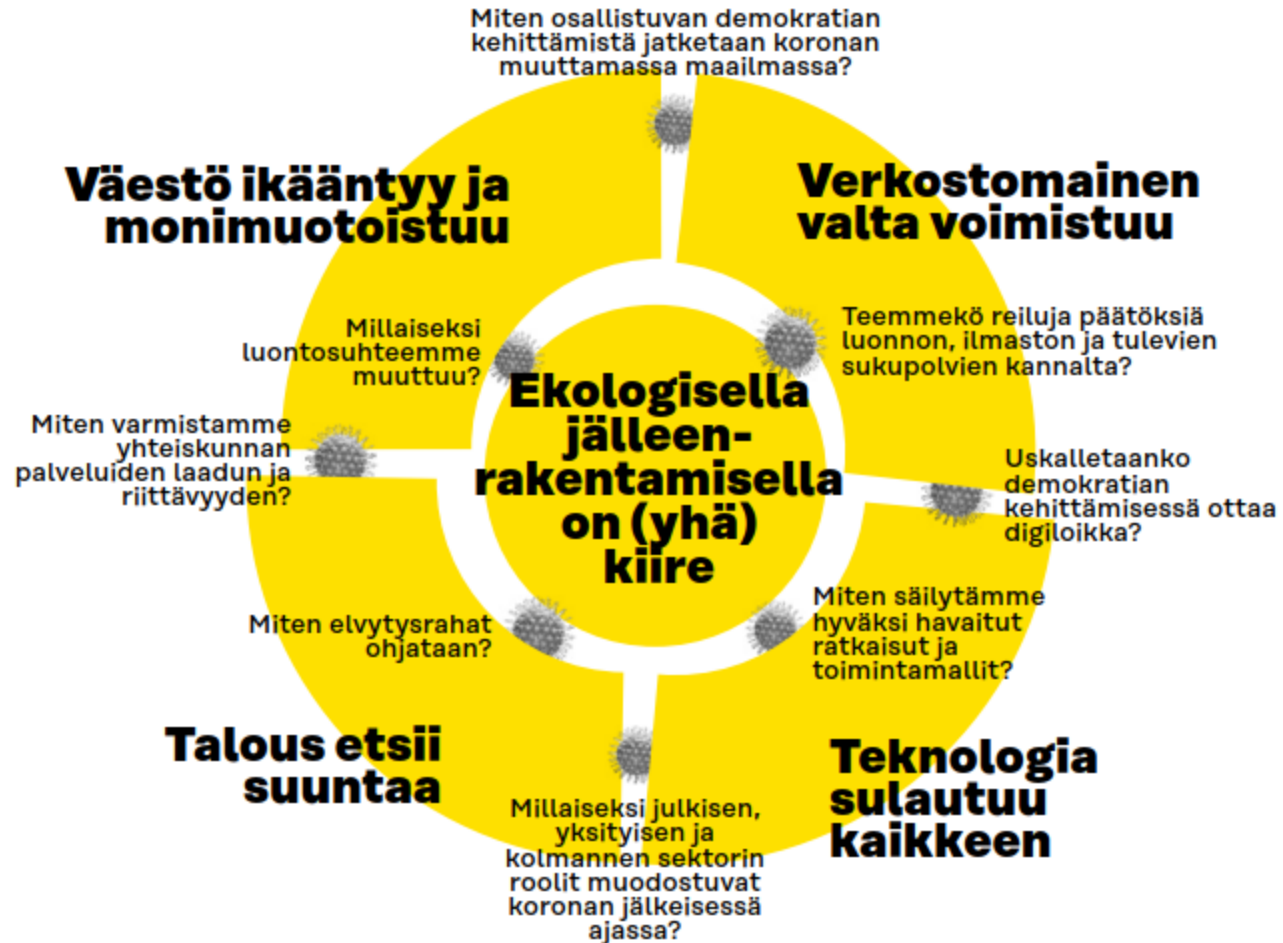 Miten osallistuvan demokratian
kehittämistä jatketaan koronan
muuttamassa maailmassa?
Väestö ikääntyy ja
monimuotoistuu
Verkostomainen
valta voimistuu
Millaiseksi
luontosuhteemme
muuttuu?
Teemmekö reiluja päätöksiä
luonnon, ilmaston ja tulevien
sukupolvien kannalta?
Ekologisella
jälleen-
rakentamisella
on (yhä)
kiire
Miten varmistamme
yhteiskunnan
palveluiden laadun ja
riittävyyden?
Uskalletaanko
demokratian
kehittämisessä ottaa
digiloikka?
Miten elvytysrahat
ohjataan?
Miten säilytämme
hyväksi havaitut
ratkaisut ja
toimintamallit?
Talous etsii
suuntaa
Teknologia
sulautuu
kaikkeen
Millaiseksi julkisen,
yksityisen ja
kolmannen sektorin
roolit muodostuvat
koronan jälkeisessä
ajassa?